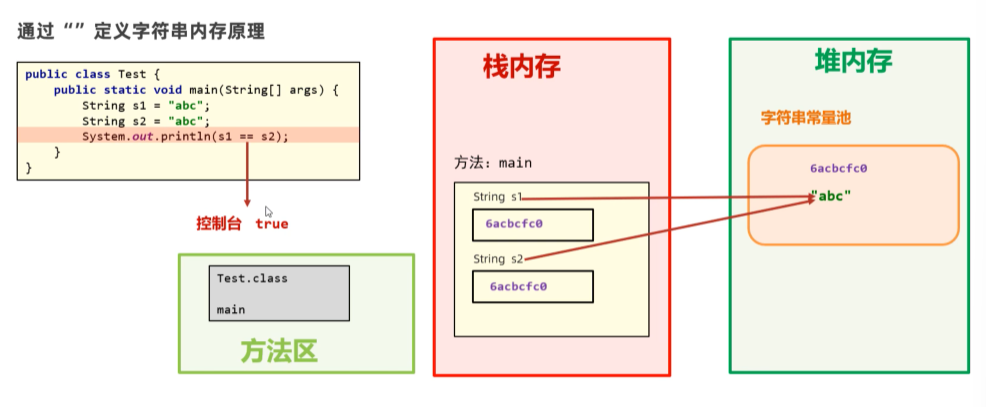 通过“”定义字符串内存原理
public class Test {
public static void main(String[] args) {
String s1 = "abc";
String s2 = "abc";
System.out.println(s1 == s2);
}
}
控制台 true
Test.class
main
方法区
栈内存
方法：main
String s1
6acbcfc0
String s2
6acbcfc0
堆内存
字符串常量池
6acbcfc0
"abc"